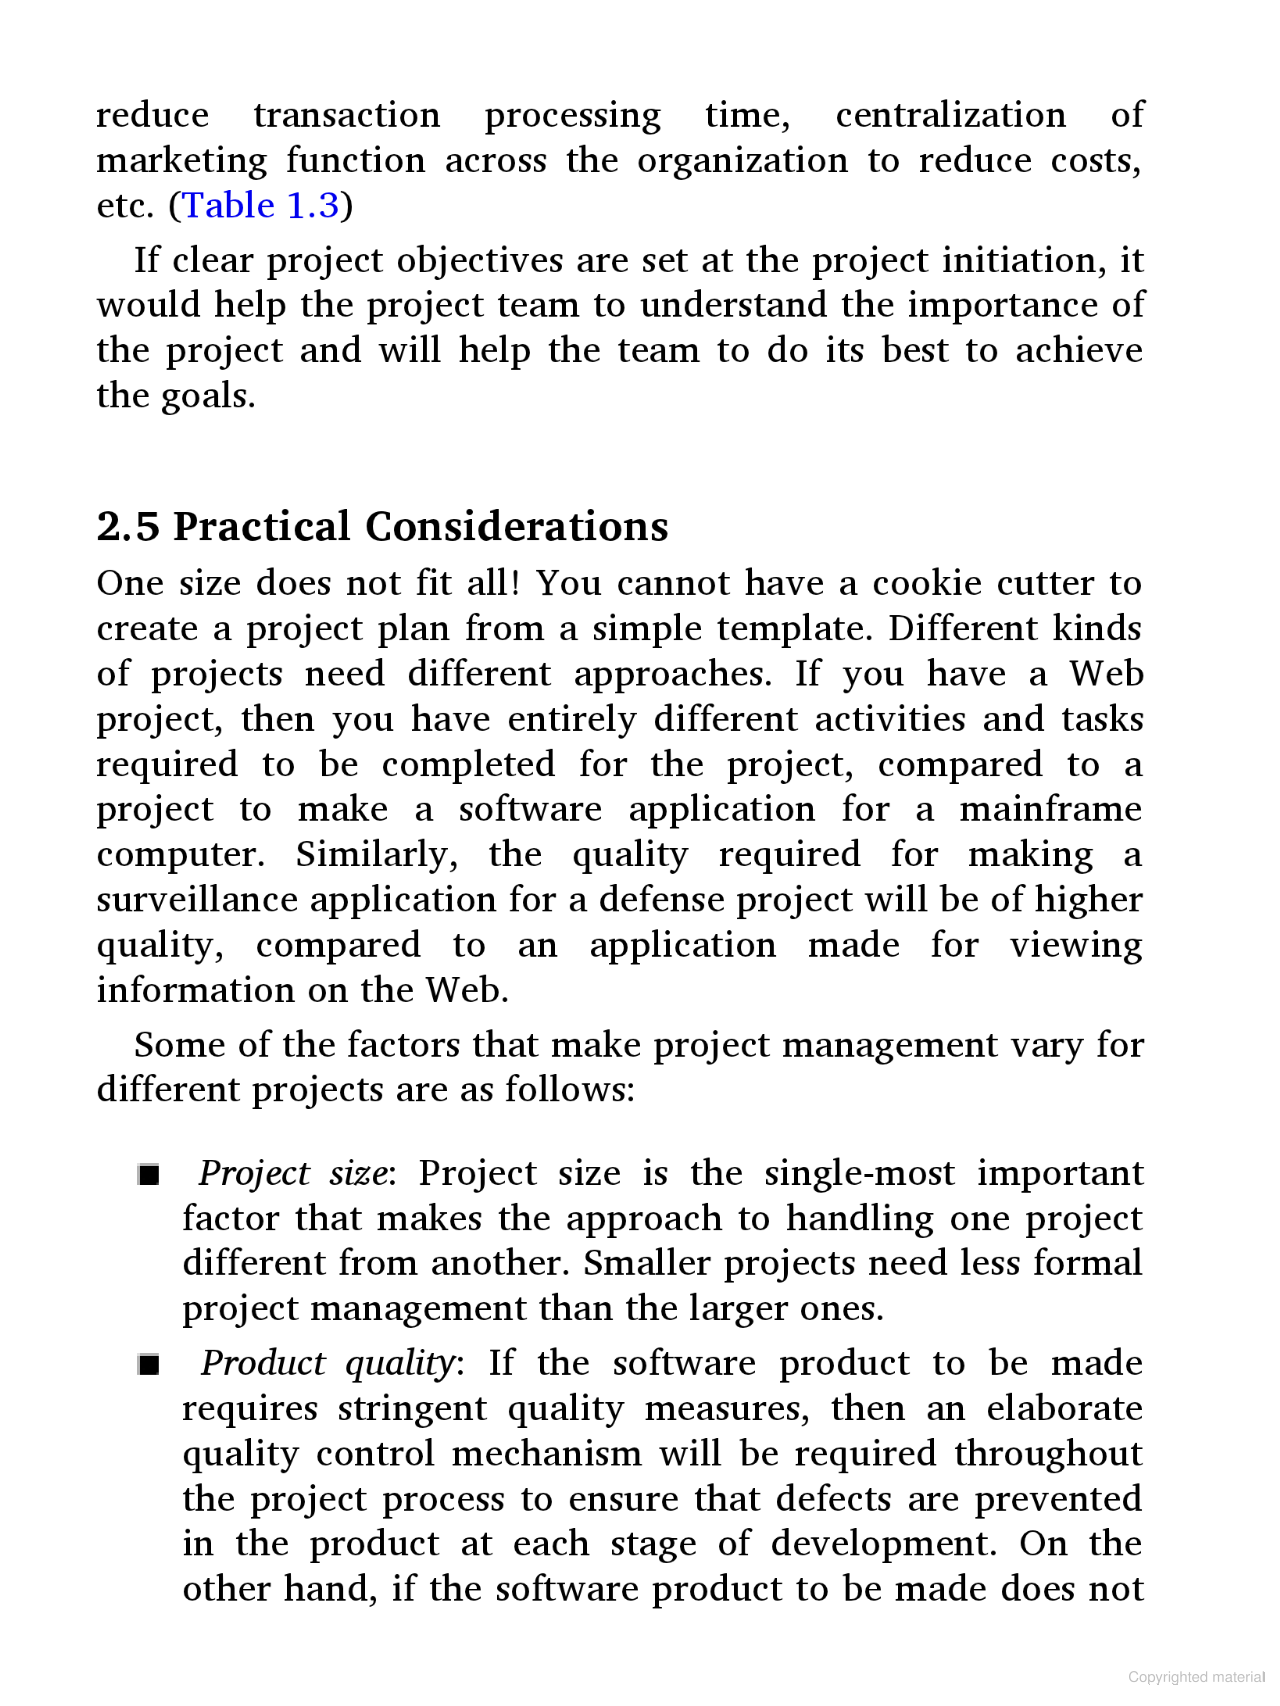 reduce transaction processing time, centralization of
marketing function across the organization to reduce costs,
etc. (Table 1.3)
If clear project objectives are set at the project initiation, it
would help the project team to understand the importance of
the project and will help the team to do its best to achieve
the goals.
2.5 Practical Considerations
One size does not fit all! You cannot have a cookie cutter to
create a project plan from a simple template. Different kinds
of projects need different approaches. If you have a Web
project, then you have entirely different activities and tasks
required to be completed for the project, compared to a
project to make a software application for a mainframe
computer. Similarly, the quality required for making a
surveillance application for a defense project will be of higher
quality, compared to an application made for viewing
information on the Web.
Some of the factors that make project management vary for
different projects are as follows:
■ Project size: Project size is the single-most important
factor that makes the approach to handling one project
different from another. Smaller projects need less formal
project management than the larger ones.
■ Product quality: If the software product to be made
requires stringent quality measures, then an elaborate
quality control mechanism will be required throughout
the project process to ensure that defects are prevented
in the product at each stage of development. On the
other hand, if the software product to be made does not
Copyrighted material